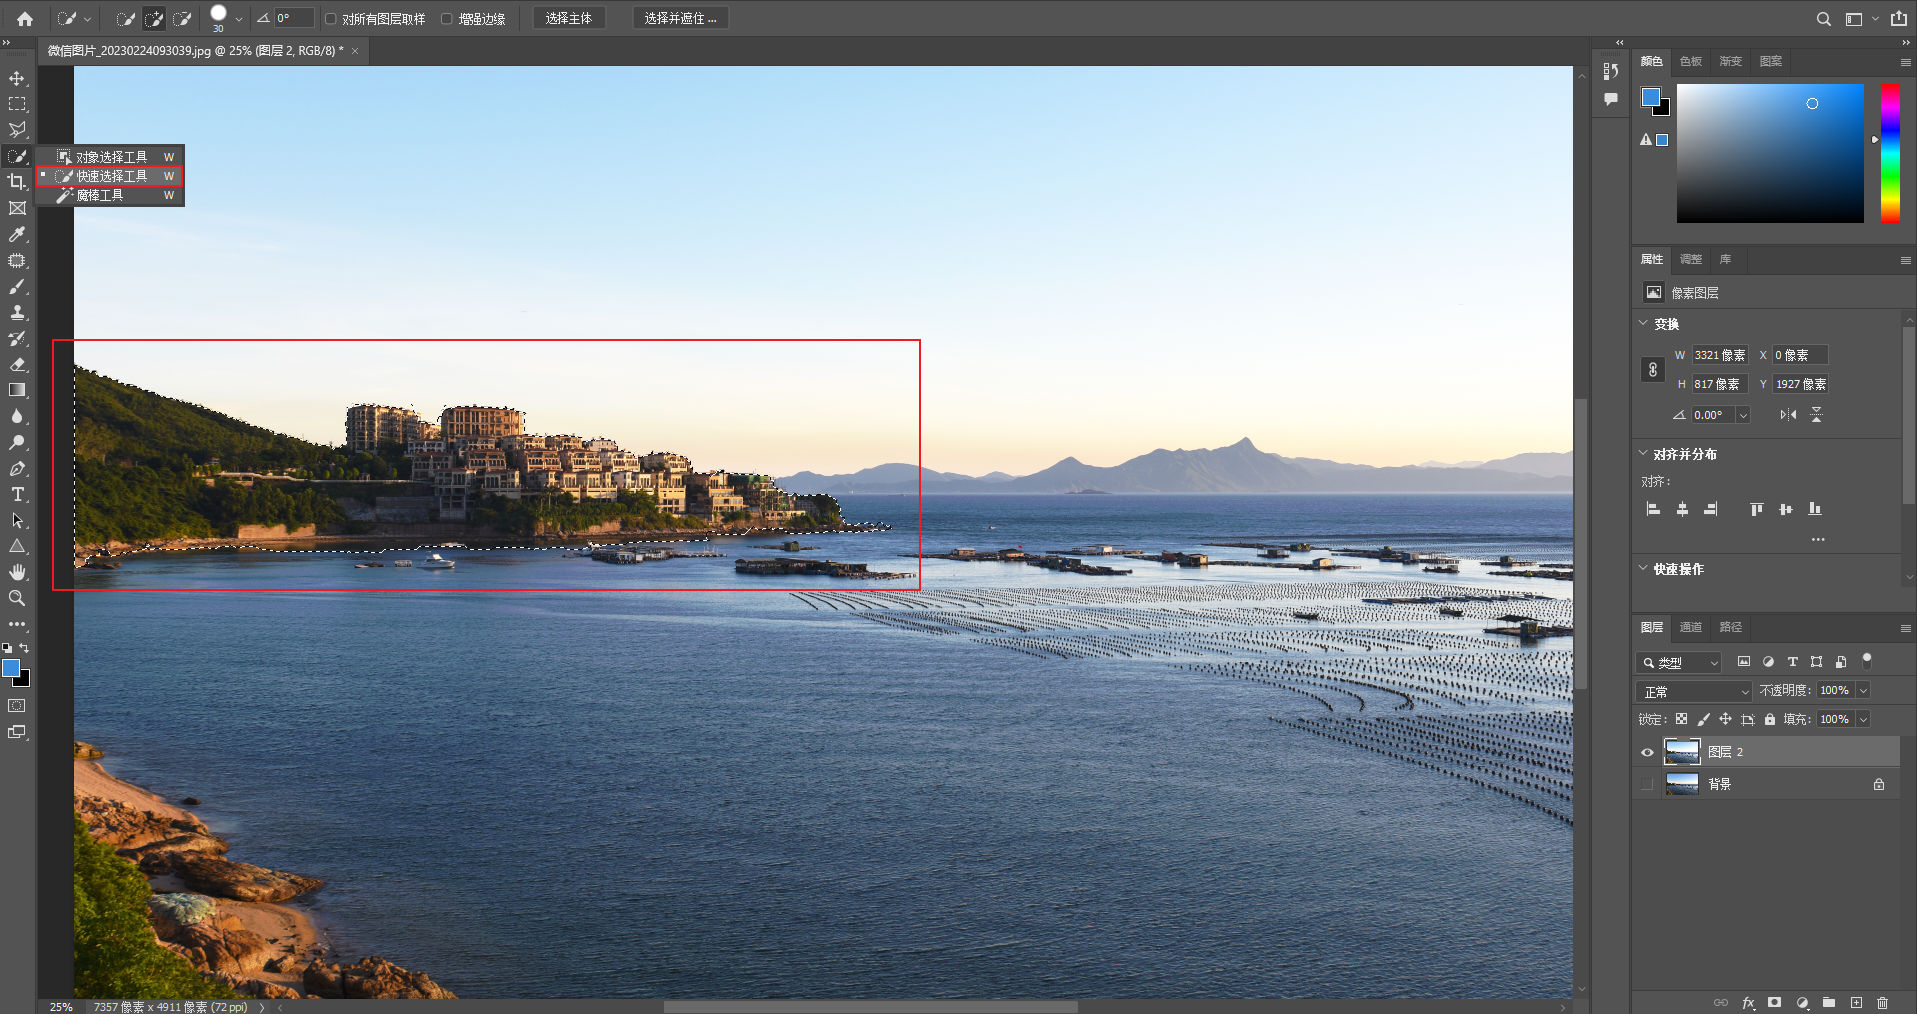 30
0°
对所有图层取样
增强边缘
选择主体
选择并遮住 ...
微信图片_20230224093039.jpg @ 25% (图层 2, RGB/8) * ×
对象选择工具 W
快速选择工具 W
魔棒工具 W
颜色 色板 渐变 图案
属性 调整 库
像素图层
变换
W 3321 像素 X 0 像素
H 817 像素 Y 1927 像素
0.00°
对齐并分布
对齐:
快速操作
图层 通道 路径
类型
正常 不透明度: 100%
锁定: 填充: 100%
图层 2
背景
25% 7357 像素 x 4911 像素 (72 ppi)
fx